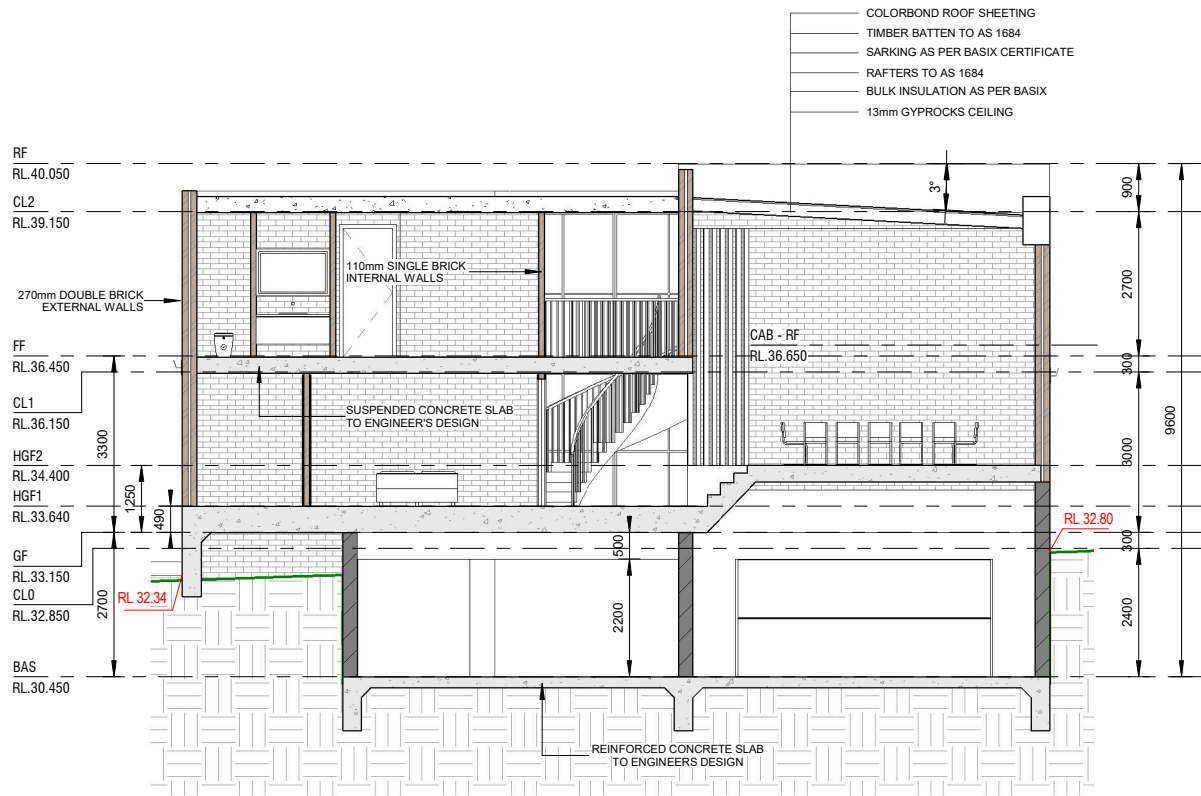 COLORBOND ROOF SHEETING
TIMBER BATTEN TO AS 1684
SARKING AS PER BASIX CERTIFICATE
RAFTERS TO AS 1684
BULK INSULATION AS PER BASIX
13mm GYPROCKS CEILING
RF
RL.40.050
3°
900
CL2
RL.39.150
110mm SINGLE BRICK
INTERNAL WALLS
270mm DOUBLE BRICK
EXTERNAL WALLS
2700
CAB - RF
RL.36.650
FF
RL.36.450
300
CL1
RL.36.150
SUSPENDED CONCRETE SLAB
TO ENGINEER'S DESIGN
3300
9600
3000
HGF2
RL.34.400
1250
HGF1
RL.33.640
490
RL 32.80
GF
RL.33.150
500
300
CL0
RL.32.850
RL 32.34
2700
2200
2400
BAS
RL.30.450
REINFORCED CONCRETE SLAB
TO ENGINEERS DESIGN